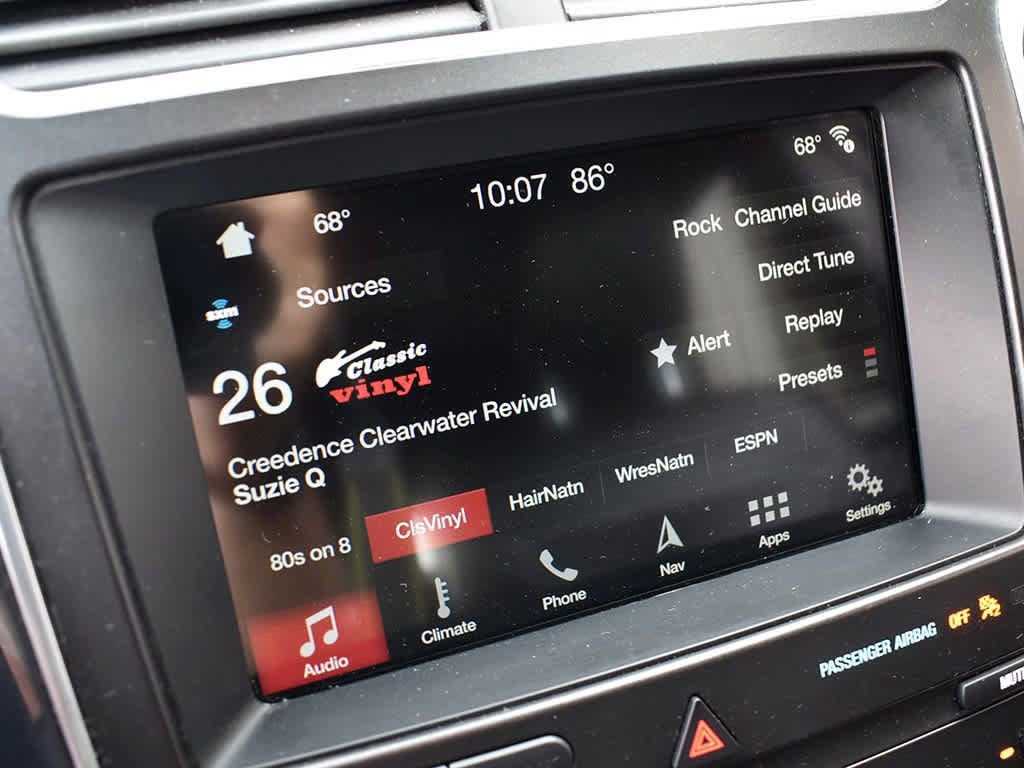 68° 10:07 86° 68°
sxm Sources Rock Channel Guide
Direct Tune
26 Classic vinyl Alert Replay
Presets
Creedence Clearwater Revival
Suzie Q
80s on 8 ClsVinyl HairNatn WresNatn ESPN
Audio Climate Phone Nav Apps Settings
PASSENGER AIRBAG OFF